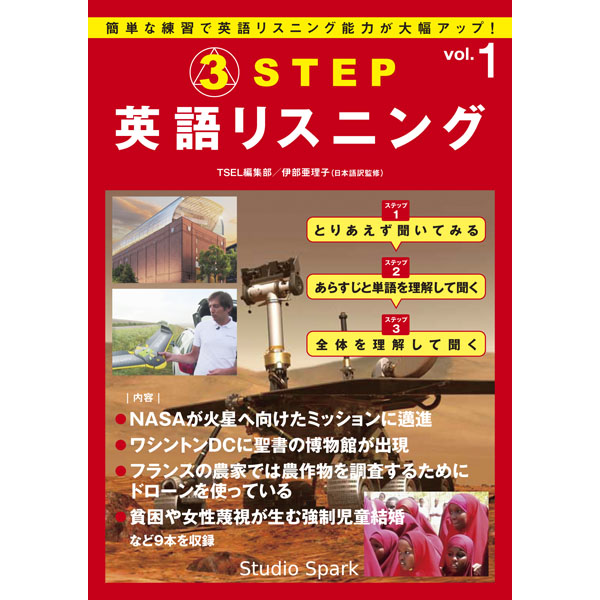 簡単な練習で英語リスニング能力が大幅アップ!
3 STEP
vol.1
英語リスニング
TSEL編集部/伊部亜理子(日本語訳監修)
ステップ
1
とりあえず聞いてみる
ステップ
2
あらすじと単語を理解して聞く
ステップ
3
全体を理解して聞く
|内容|
●NASAが火星へ向けたミッションに邁進
●ワシントンDCに聖書の博物館が出現
●フランスの農家では農作物を調査するために
ドローンを使っている
●貧困や女性蔑視が生む強制児童結婚
など9本を収録
Studio Spark